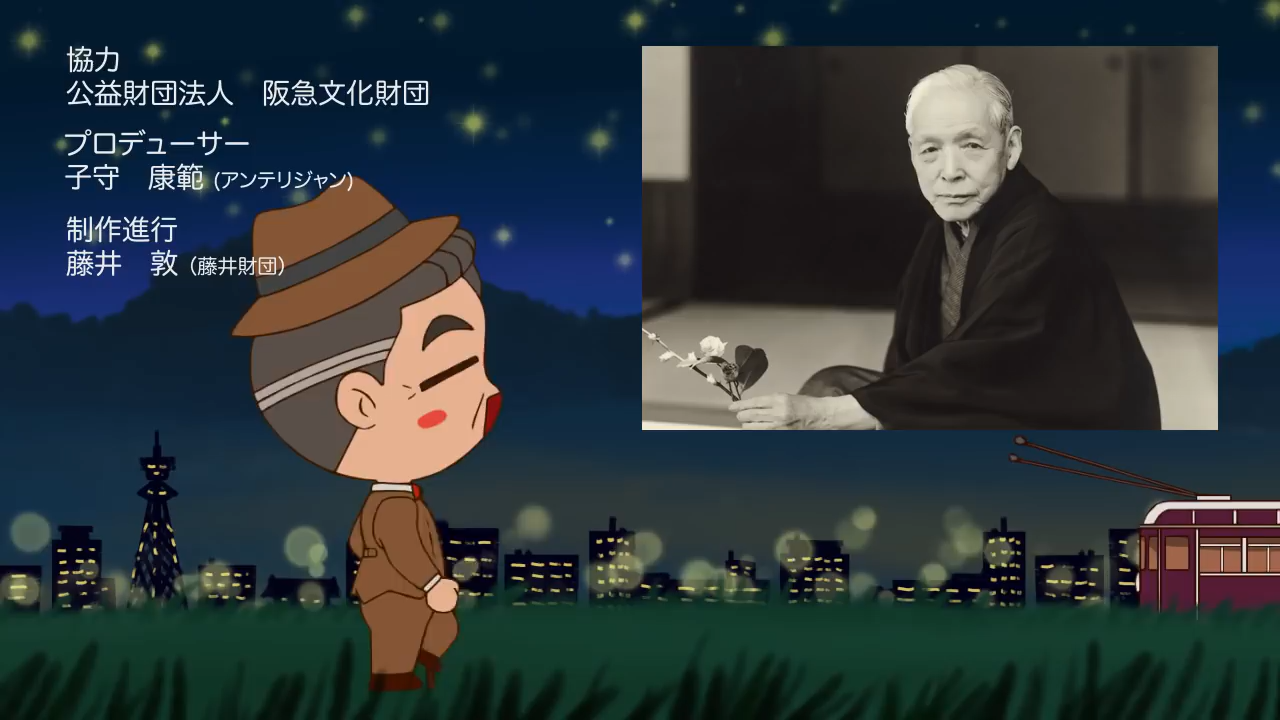 協力
公益財団法人　阪急文化財団
プロデューサー
子守　康範 (アンテリジャン)
制作進行
藤井　敦 (藤井財団)